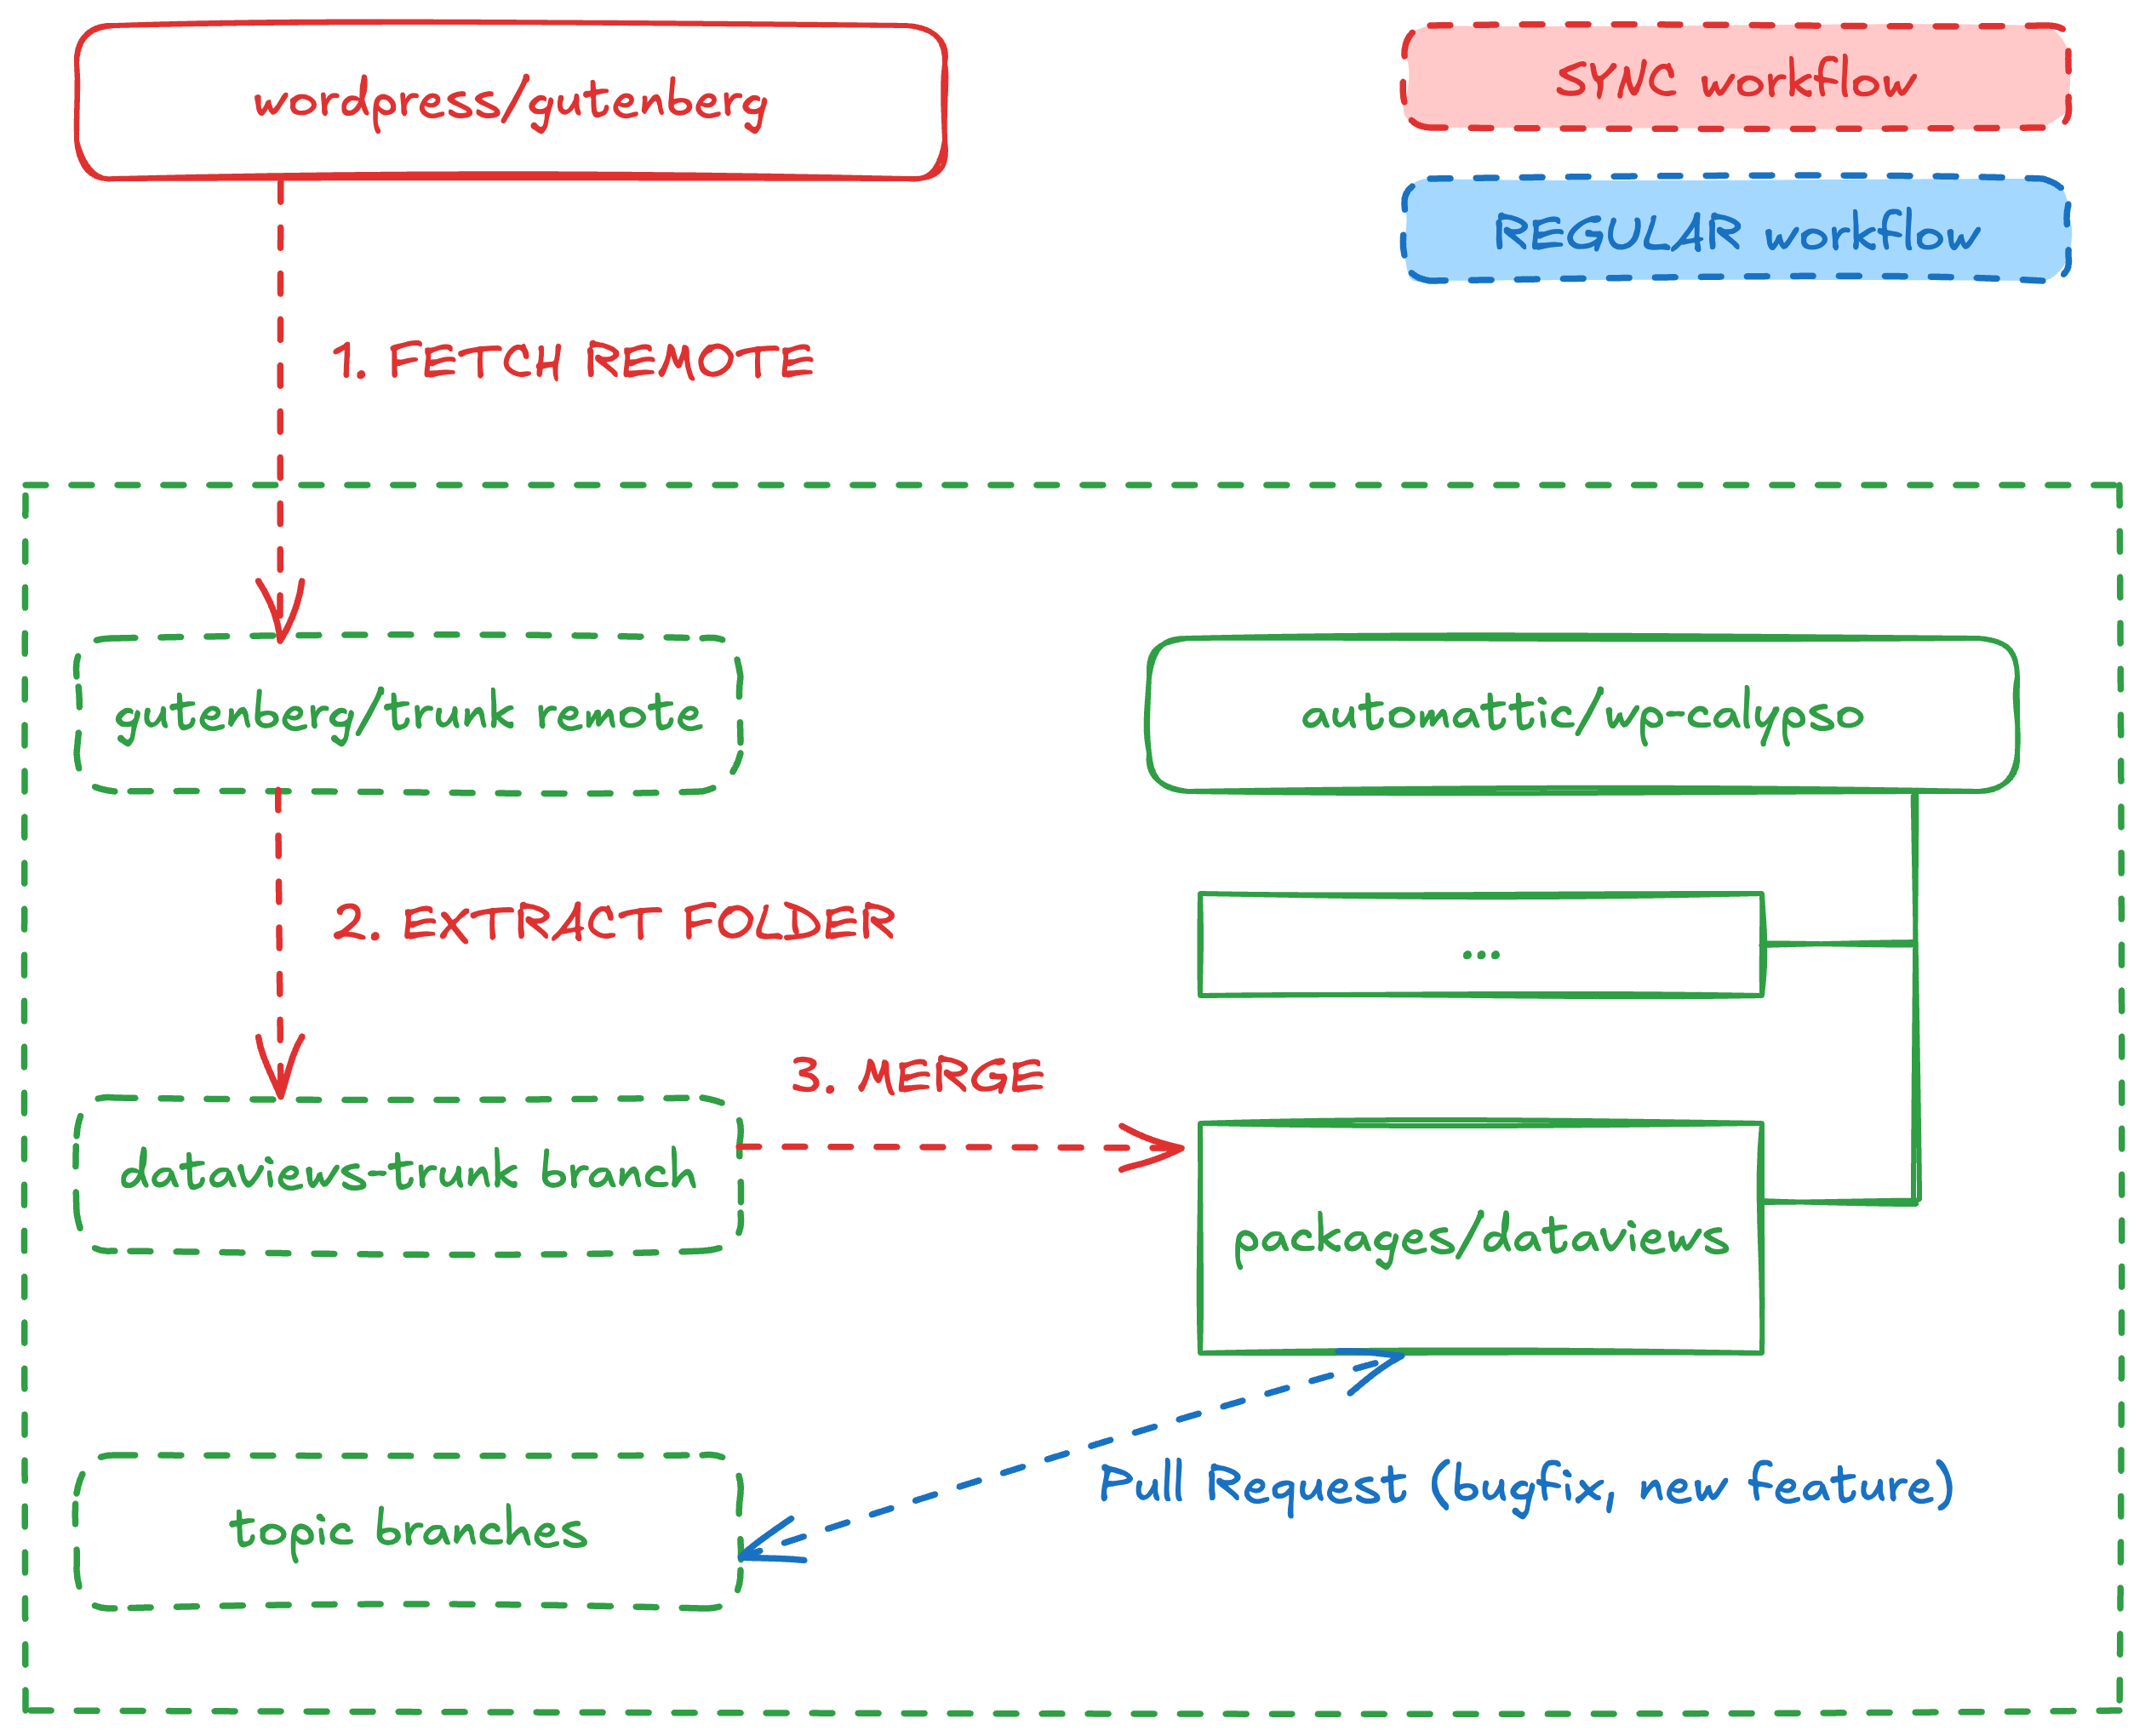 wordpress/gutenberg
SYNC workflow
REGULAR workflow
1. FETCH REMOTE
gutenberg/trunk remote
automattic/wp-calypso
2. EXTRACT FOLDER
...
3. MERGE
dataviews-trunk branch
packages/dataviews
Pull Request (bugfix, new feature)
topic branches